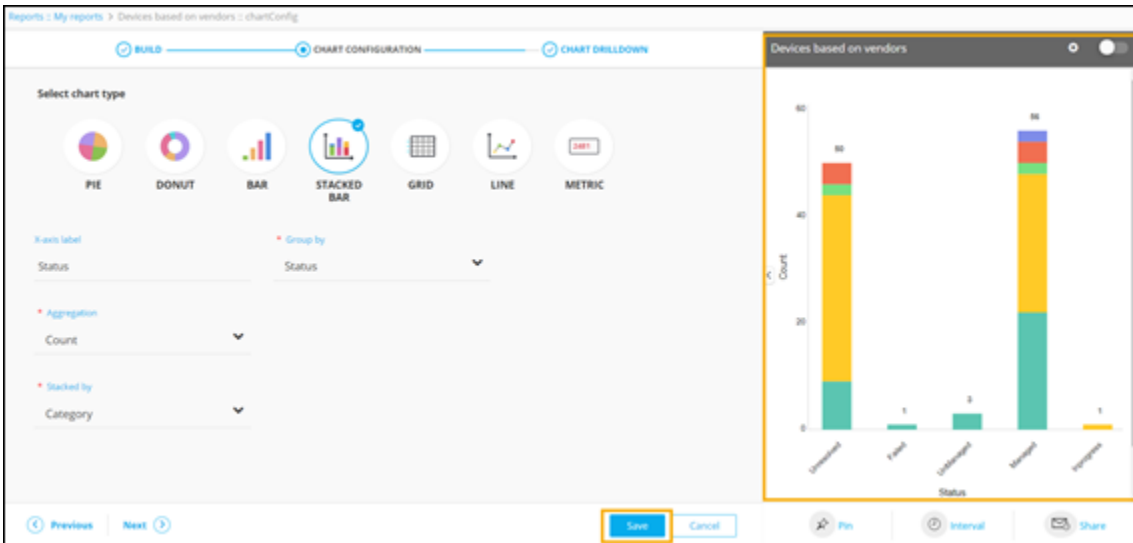 Reports :: My reports > Devices based on vendors :: chartConfig
BUILD
CHART CONFIGURATION
CHART DRILLDOWN
Select chart type
PIE
DONUT
BAR
STACKED
BAR
GRID
LINE
2481
METRIC
X-axis label
* Group by
Status
Status
* Aggregation
Count
* Stacked by
Category
Previous
Next
Save
Cancel
Devices based on vendors
60
40
20
0
Count
50
1
3
56
1
Unresolved
Failed
UnManaged
Managed
Inprogress
Status
Pin
Interval
Share